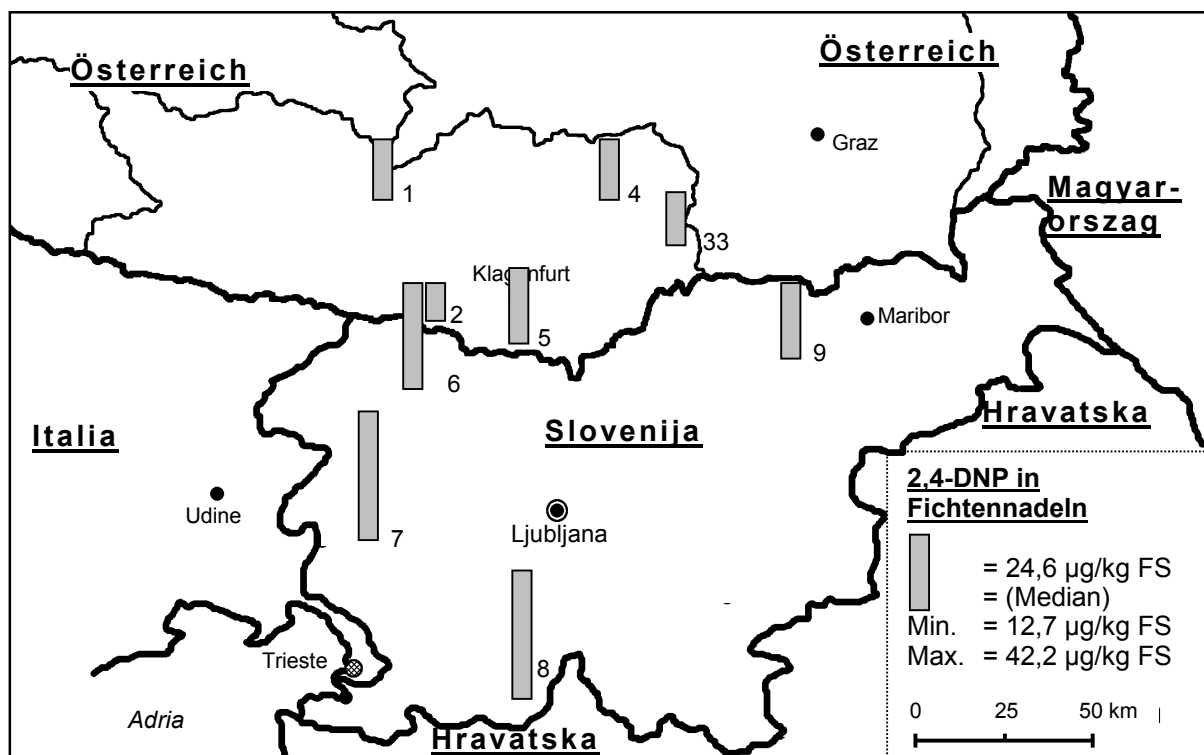 Österreich
Österreich
Graz
1
4
Magyar-
orszag
33
Klagenfurt
2
Maribor
5
9
6
Hravatska
Italia
Slovenija
2,4-DNP in
Fichtennadeln
Udine
Ljubljana
7
= 24,6 µg/kg FS
= (Median)
Min. = 12,7 µg/kg FS
Max. = 42,2 µg/kg FS
Trieste
8
Adria
0 25 50 km
Hravatska